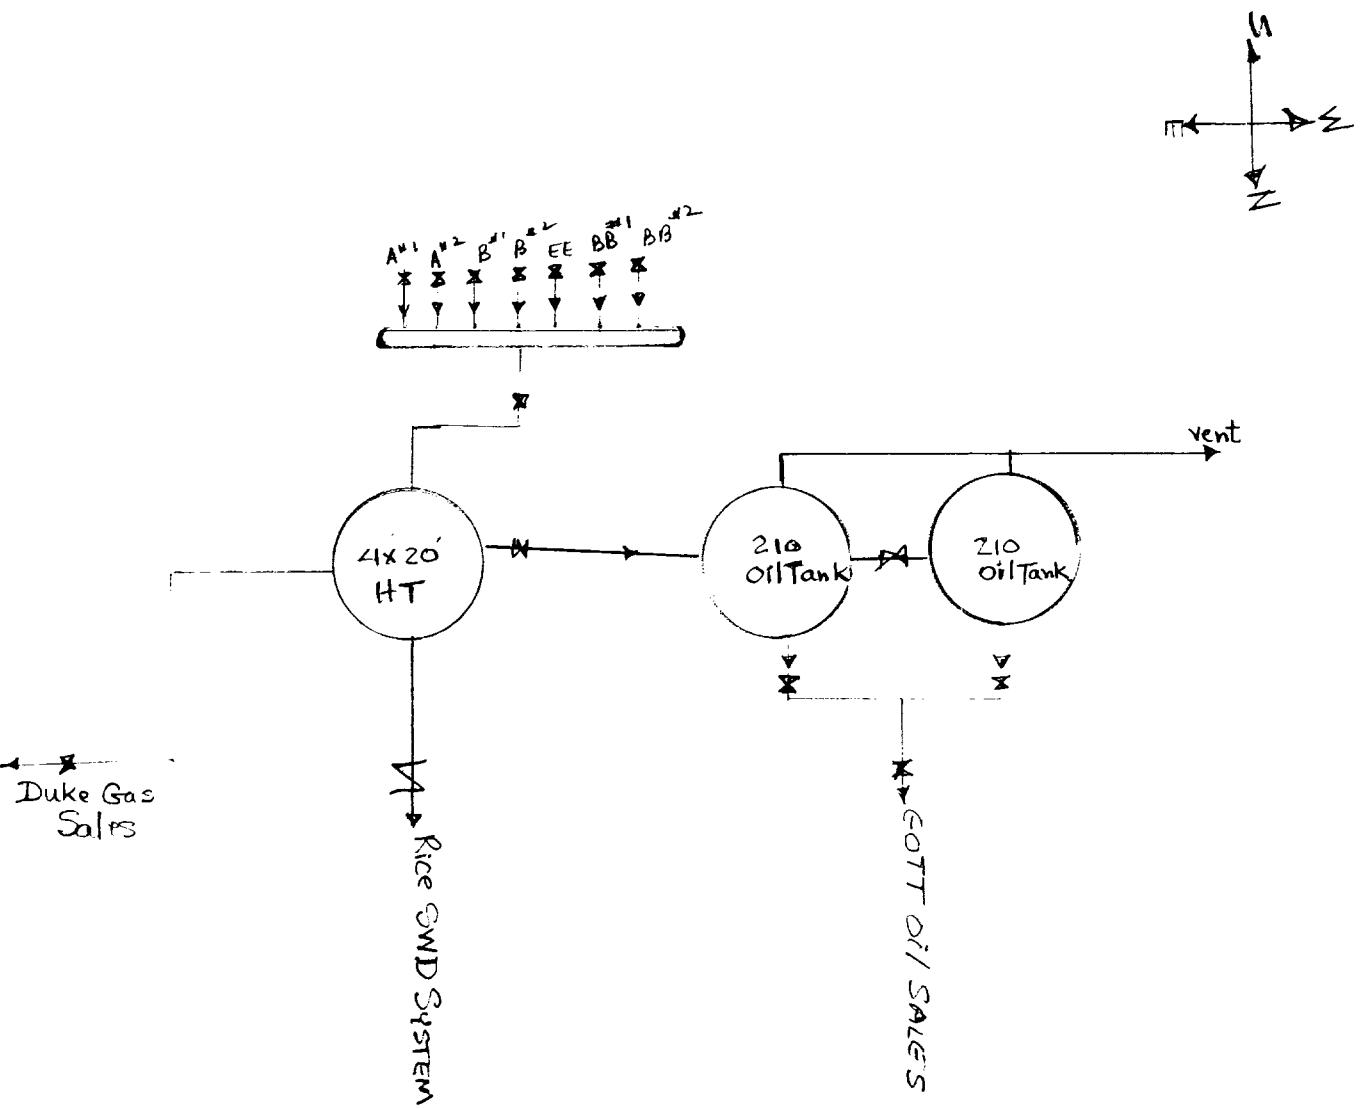 S
E W
N
A#1 A#2 B#1 B#2 EE BB#1 BB#2
vent
4x20'
HT
210
Oil Tank
210
Oil Tank
Duke Gas
Sales
Rice SWD SYSTEM
EOTT Oil SALES